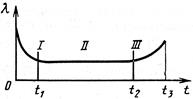 λ
I II III
0 t₁ t₂ t₃ t.